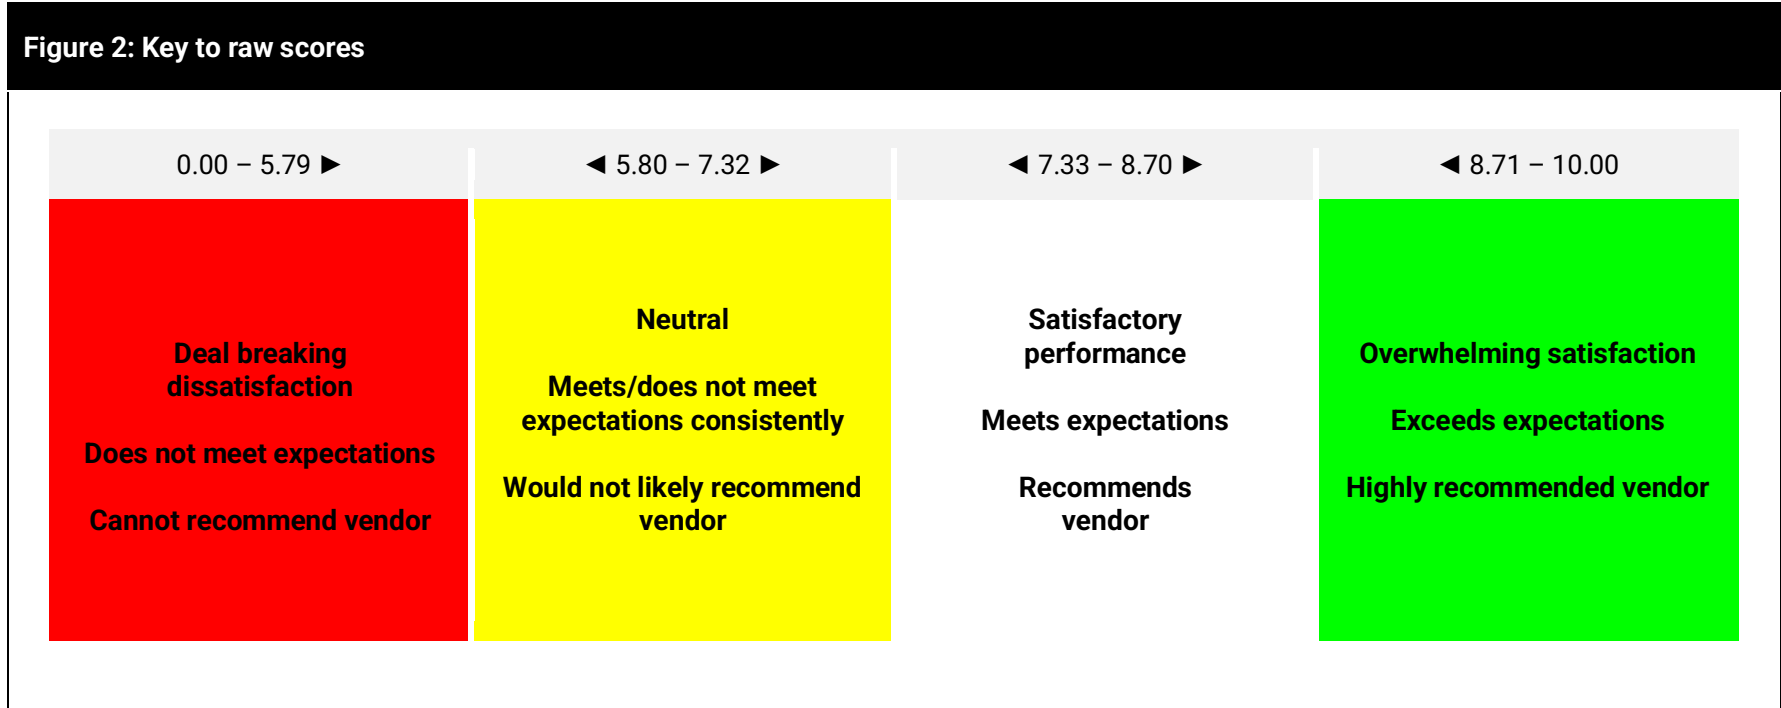 Figure 2: Key to raw scores
0.00 – 5.79 ►
◄ 5.80 – 7.32 ►
◄ 7.33 – 8.70 ►
◄ 8.71 – 10.00
Deal breaking
dissatisfaction
Does not meet expectations
Cannot recommend vendor
Neutral
Meets/does not meet
expectations consistently
Would not likely recommend
vendor
Satisfactory
performance
Meets expectations
Recommends
vendor
Overwhelming satisfaction
Exceeds expectations
Highly recommended vendor